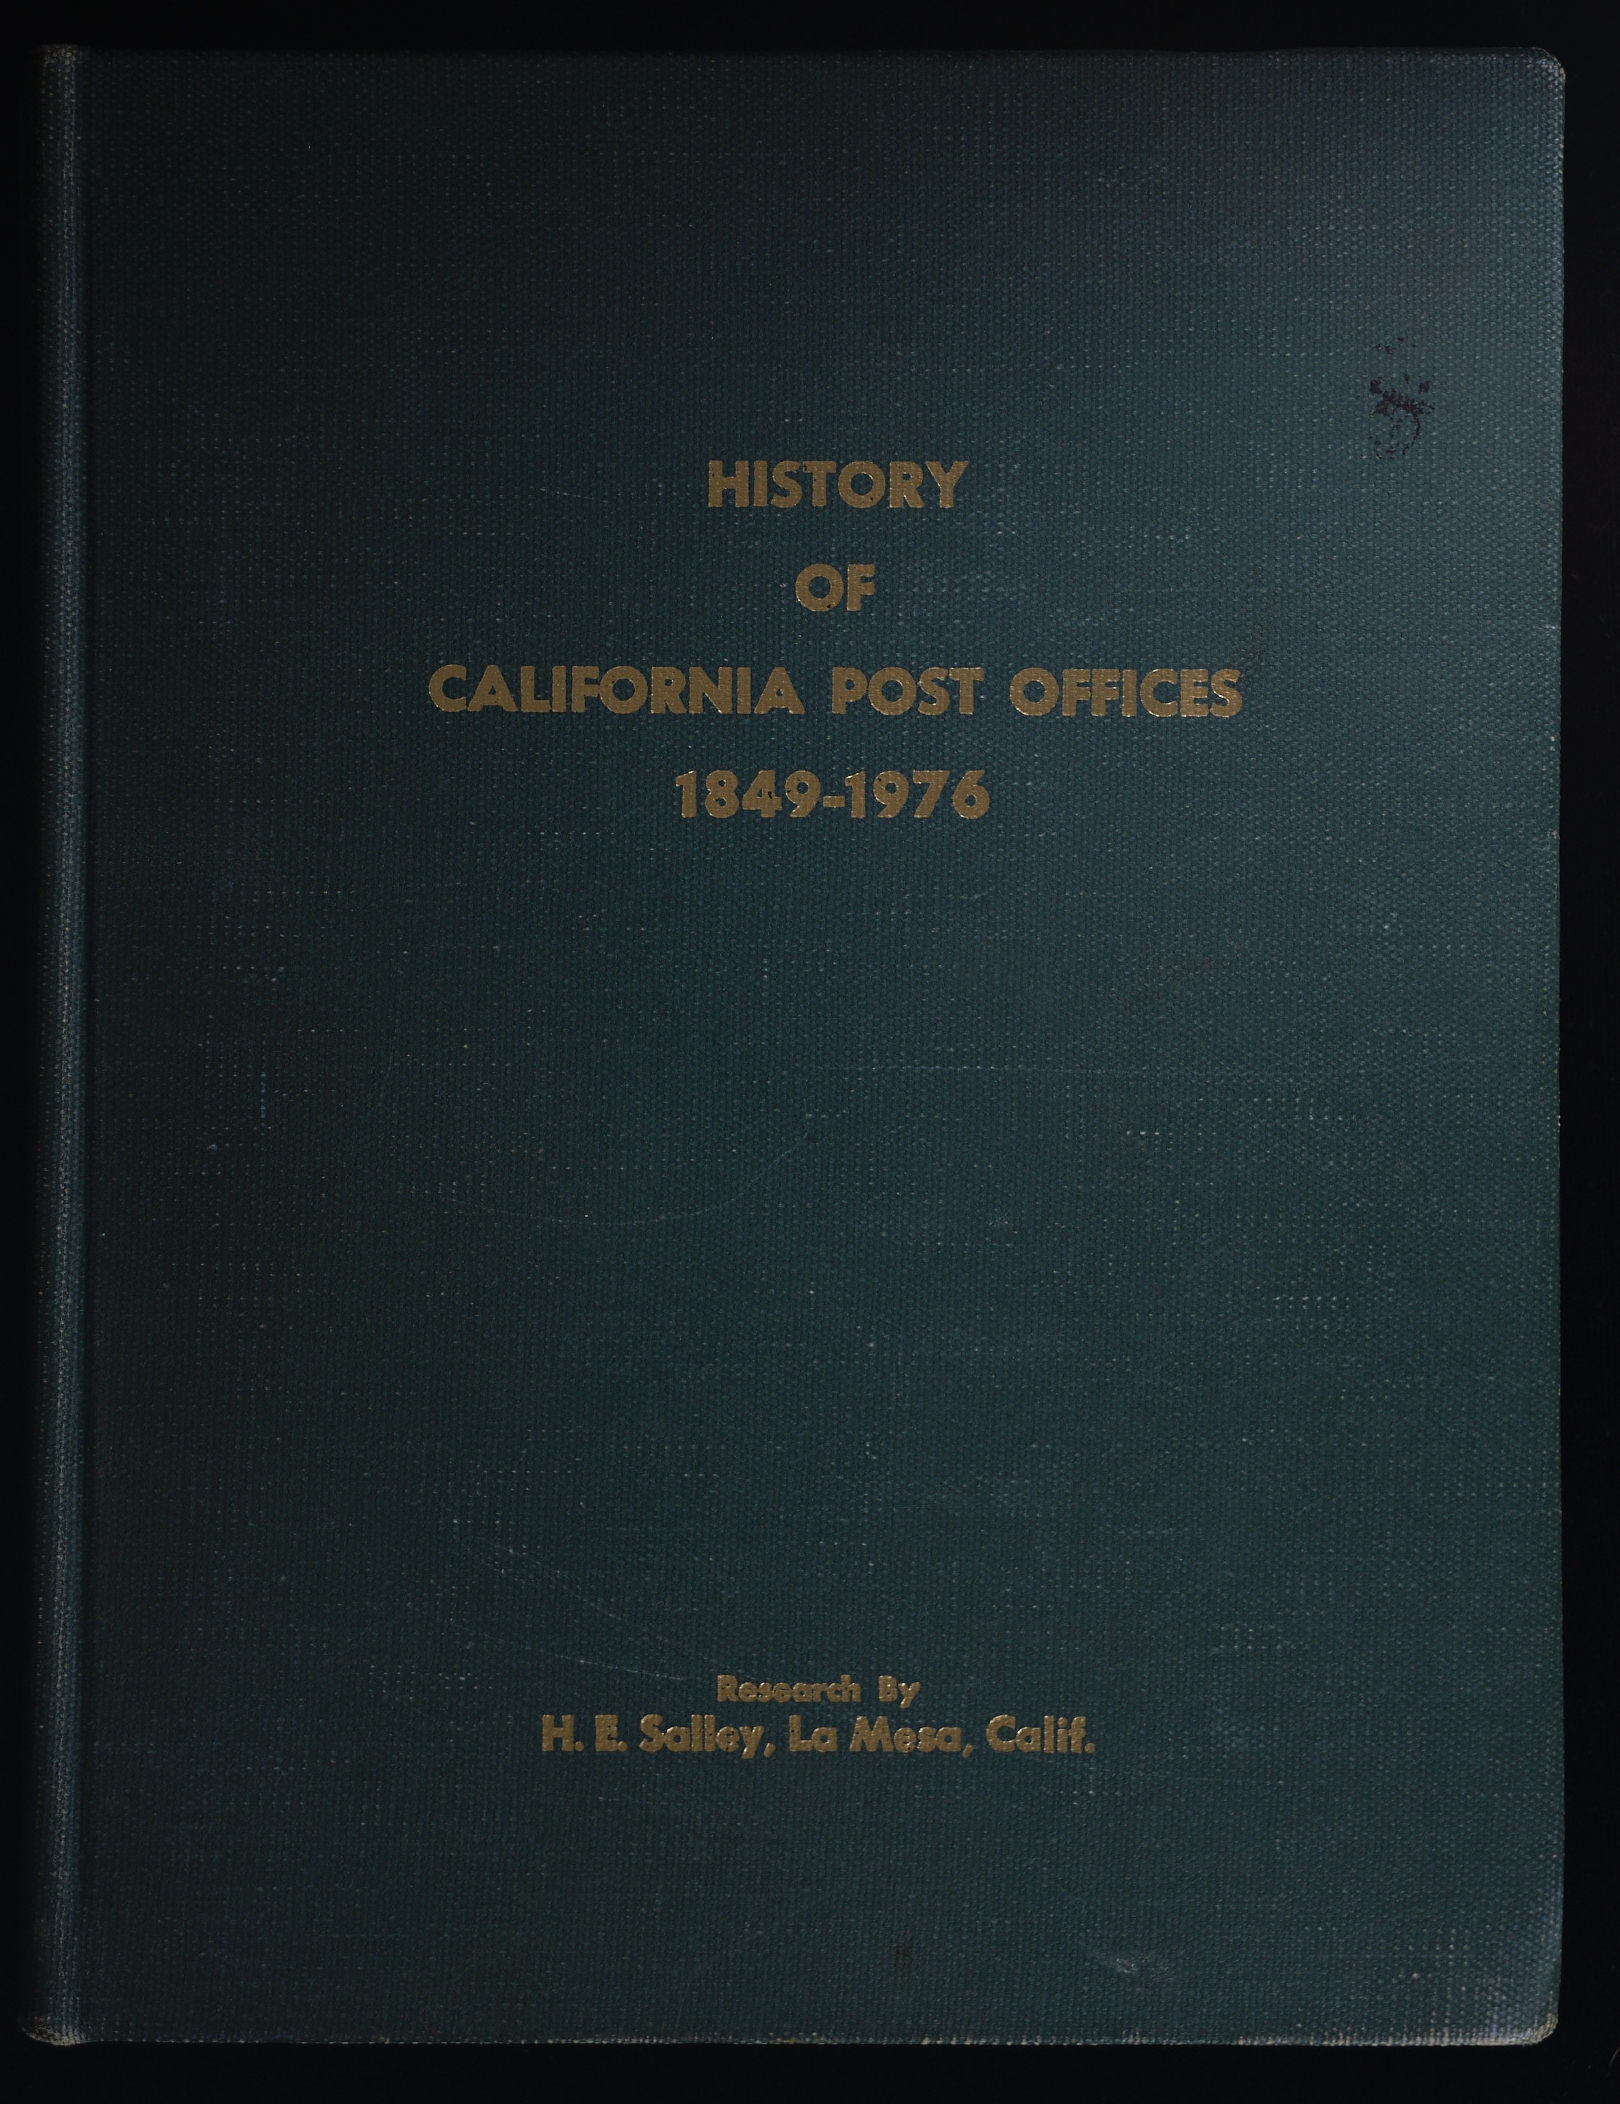 HISTORY
OF
CALIFORNIA POST OFFICES
1849-1976
Research By
H. E. Salley, La Mesa, Calif.